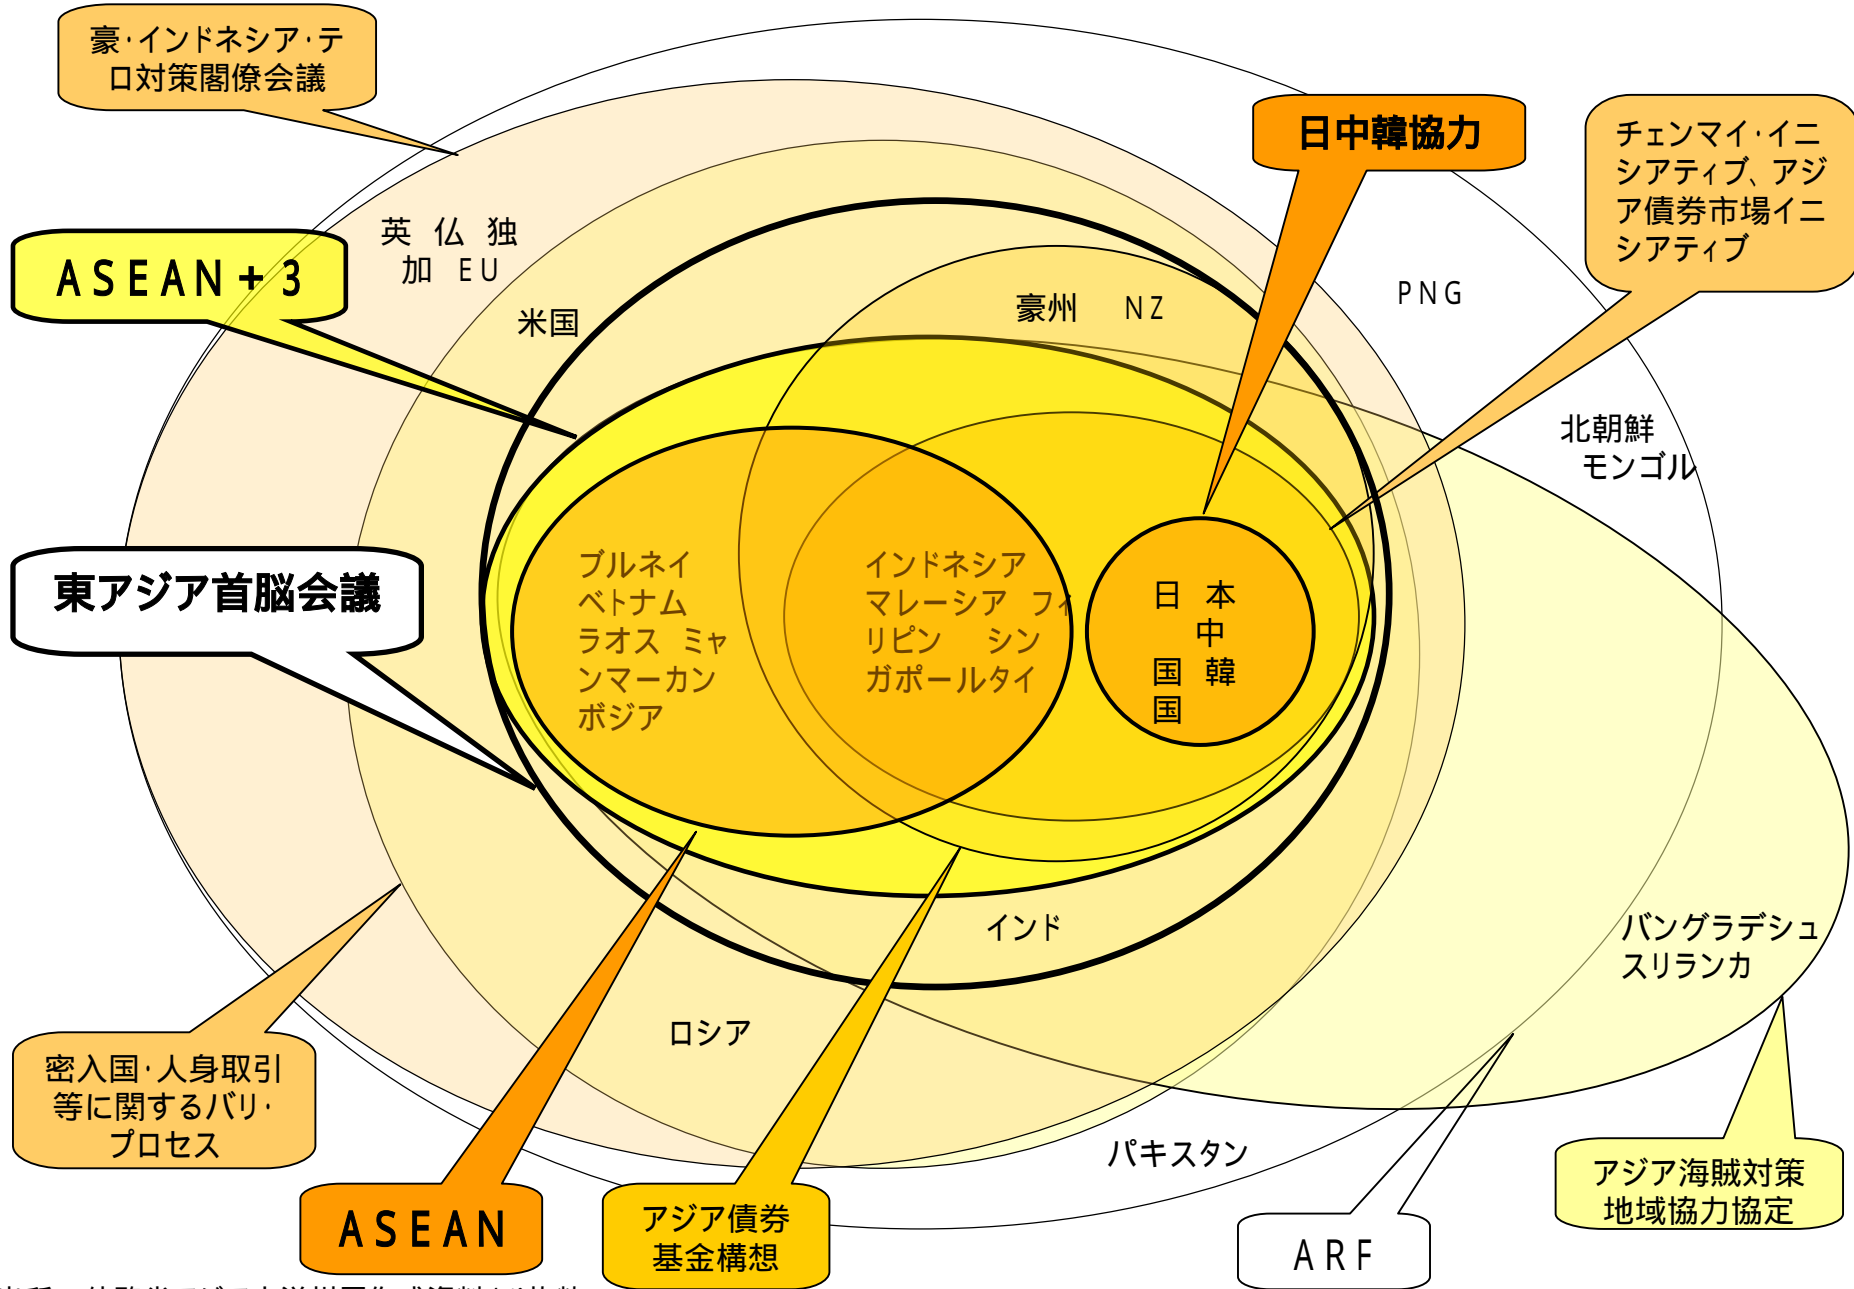 豪・インドネシア・テ
ロ対策閣僚会議
日中韓協力
チェンマイ・イニ
シアティブ、アジ
ア債券市場イニ
シアティブ
英 仏 独
加 EU
ASEAN+3
米国
豪州 NZ
PNG
北朝鮮
モンゴル
東アジア首脳会議
ブルネイ
ベトナム
ラオス ミャ
ンマーカン
ボジア
インドネシア
マレーシア フィ
リピン シン
ガポールタイ
日 本
中
国 韓
国
インド
バングラデシュ
スリランカ
ロシア
密入国・人身取引
等に関するバリ・
プロセス
パキスタン
アジア海賊対策
地域協力協定
ASEAN
アジア債券
基金構想
ARF